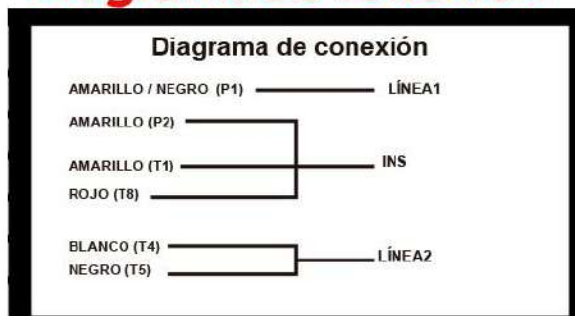 Diagrama de conexión
AMARILLO / NEGRO (P1) LÍNEA1
AMARILLO (P2)
AMARILLO (T1) INS
ROJO (T8)
BLANCO (T4)
LÍNEA2
NEGRO (T5)